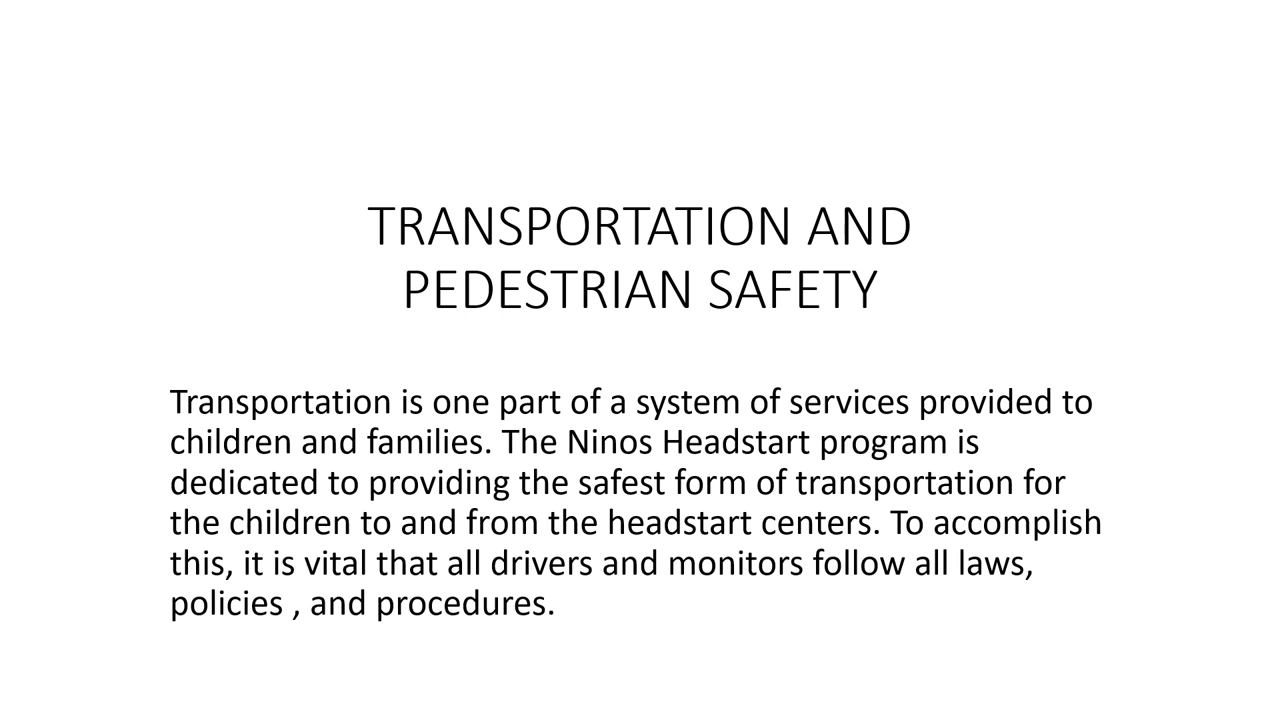 TRANSPORTATION AND
PEDESTRIAN SAFETY
Transportation is one part of a system of services provided to
children and families. The Ninos Headstart program is
dedicated to providing the safest form of transportation for
the children to and from the headstart centers. To accomplish
this, it is vital that all drivers and monitors follow all laws,
policies , and procedures.